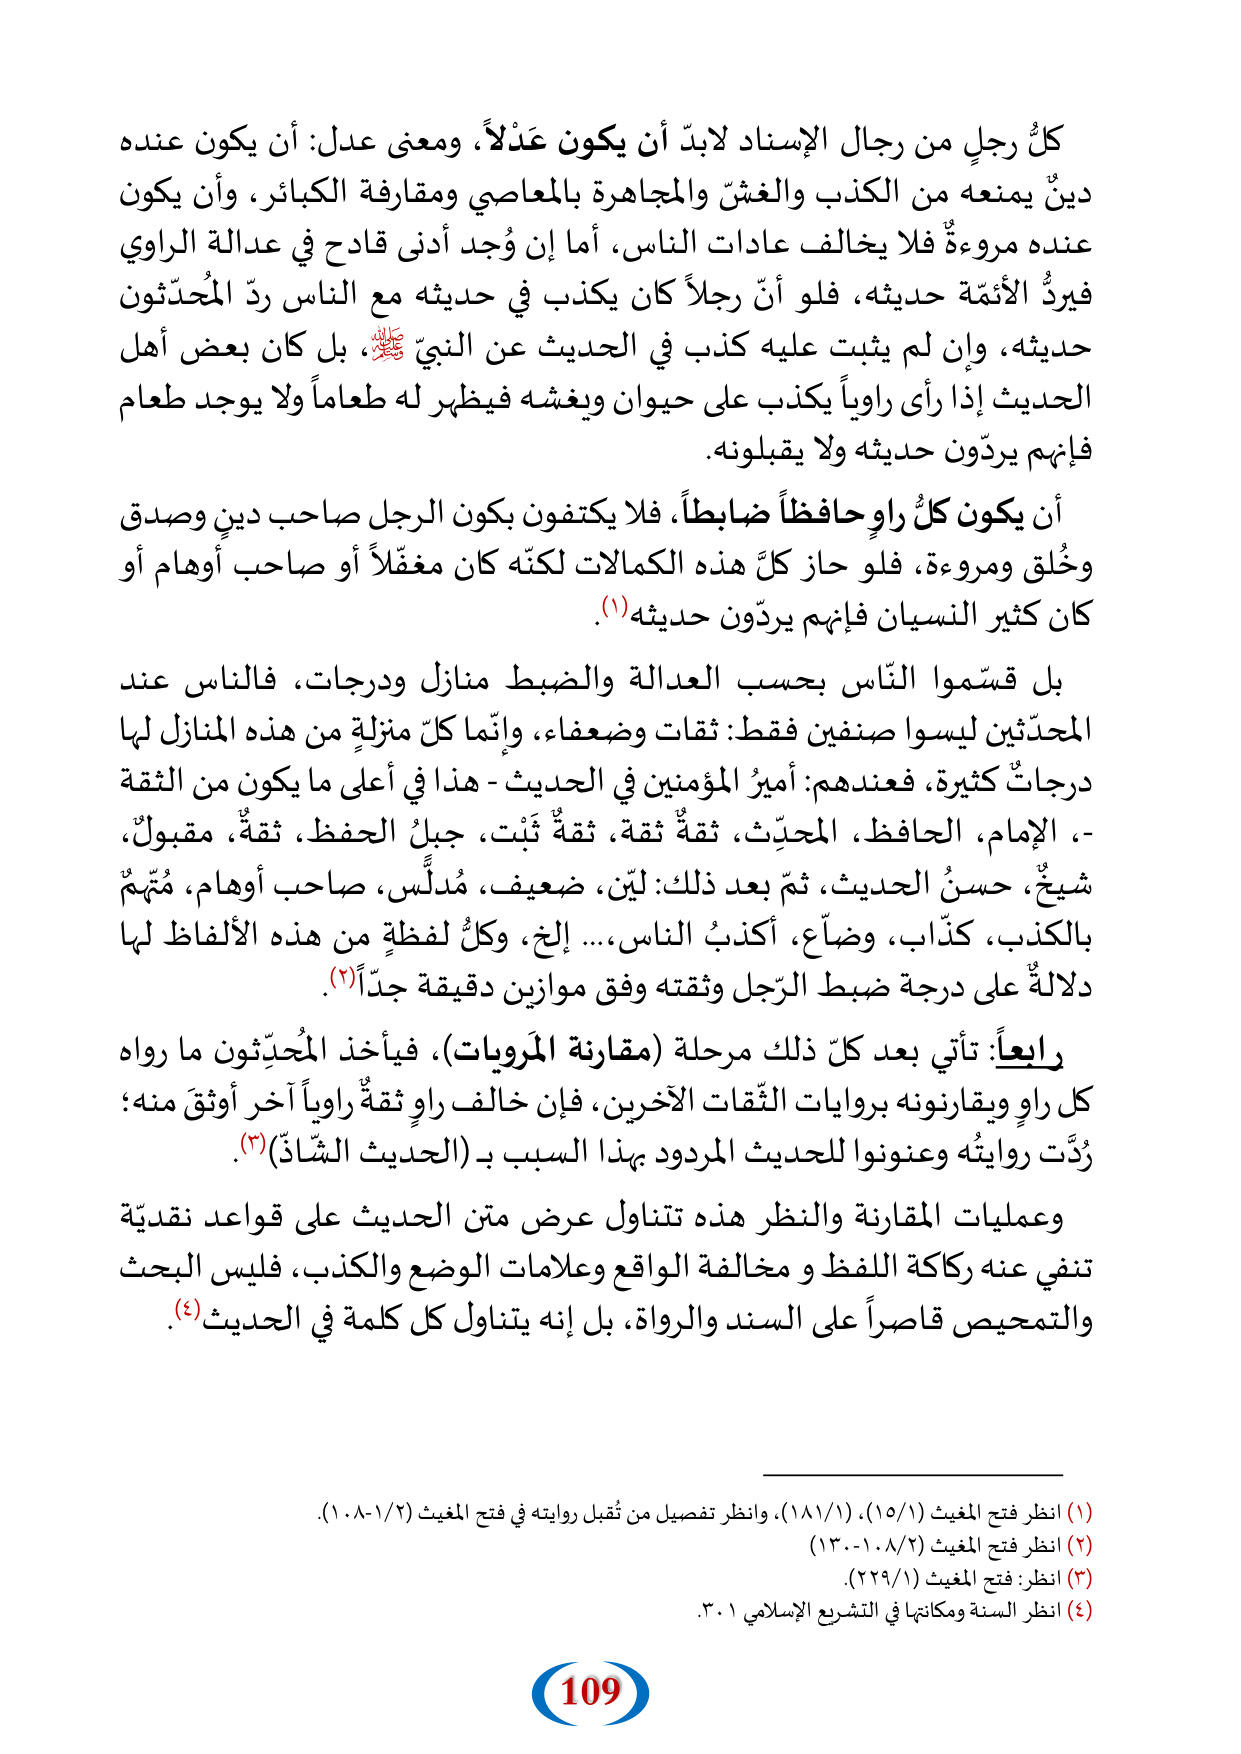 كلُّ رجلٍ من رجال الإسناد لابدّ أن يكون عَدْلاً، ومعنى عدل: أن يكون عنده
دينٌ يمنعه من الكذب والغشّ والمجاهرة بالمعاصي ومقارفة الكبائر، وأن يكون
عنده مروءةٌ فلا يخالف عادات الناس، أما إن وُجد أدنى قادح في عدالة الراوي
فيردُّ الأئمّة حديثه، فلو أنّ رجلاً كان يكذب في حديثه مع الناس ردّ المُحدّثون
حديثه، وإن لم يثبت عليه كذب في الحديث عن النبيّ ﷺ، بل كان بعض أهل
الحديث إذا رأى راوياً يكذب على حيوان ويغشه فيظهر له طعاماً ولا يوجد طعام
فإنهم يردّون حديثه ولا يقبلونه.
أن يكون كلُّ راوٍ حافظاً ضابطاً، فلا يكتفون بكون الرجل صاحب دينٍ وصدق
وخُلق ومروءة، فلو حاز كلَّ هذه الكمالات لكنّه كان مغفّلاً أو صاحب أوهام أو
كان كثير النسيان فإنهم يردّون حديثه(١).
بل قسّموا النّاس بحسب العدالة والضبط منازل ودرجات، فالناس عند
المحدّثين ليسوا صنفين فقط: ثقات وضعفاء، وإنّما كلّ منزلةٍ من هذه المنازل لها
درجاتٌ كثيرة، فعندهم: أميرُ المؤمنين في الحديث - هذا في أعلى ما يكون من الثقة
-، الإمام، الحافظ، المحدِّث، ثقةٌ ثقة، ثقةٌ ثَبْت، جبلُ الحفظ، ثقةٌ، مقبولٌ،
شيخٌ، حسنُ الحديث، ثمّ بعد ذلك: ليّن، ضعيف، مُدلَّس، صاحب أوهام، مُتّهمٌ
بالكذب، كذّاب، وضاّع، أكذبُ الناس،... إلخ، وكلُّ لفظةٍ من هذه الألفاظ لها
دلالةٌ على درجة ضبط الرّجل وثقته وفق موازين دقيقة جدّاً(٢).
رابعاً: تأتي بعد كلّ ذلك مرحلة (مقارنة المَرويات)، فيأخذ المُحدِّثون ما رواه
كل راوٍ ويقارنونه بروايات الثّقات الآخرين، فإن خالف راوٍ ثقةٌ راوياً آخر أوثقَ منه؛
رُدَّت روايتُه وعنونوا للحديث المردود بهذا السبب بـ (الحديث الشّاذّ)(٣).
وعمليات المقارنة والنظر هذه تتناول عرض متن الحديث على قواعد نقديّة
تنفي عنه ركاكة اللفظ و مخالفة الواقع وعلامات الوضع والكذب، فليس البحث
والتمحيص قاصراً على السند والرواة، بل إنه يتناول كل كلمة في الحديث(٤).
(١) انظر فتح المغيث (١٥/١)، (١٨١/١)، وانظر تفصيل من تُقبل روايته في فتح المغيث (١/٢-١٠٨).
(٢) انظر فتح المغيث (١٠٨/٢-١٣٠)
(٣) انظر: فتح المغيث (٢٢٩/١).
(٤) انظر السنة ومكانتها في التشريع الإسلامي ٣٠١.
109